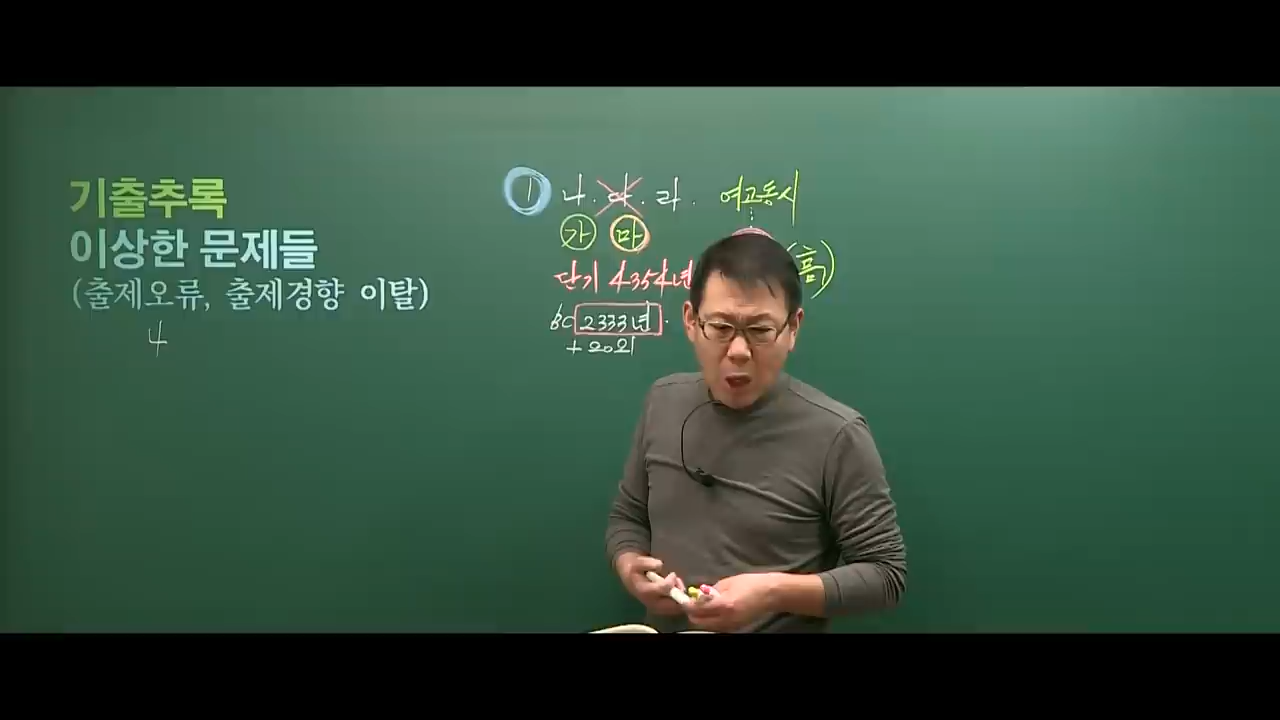 기출추록
이상한 문제들
(출제오류, 출제경향 이탈)
4
1 나. 다. 라. 여고동시
가 마
(흠)
단기 4354년
BC 2333년.
+ 2021